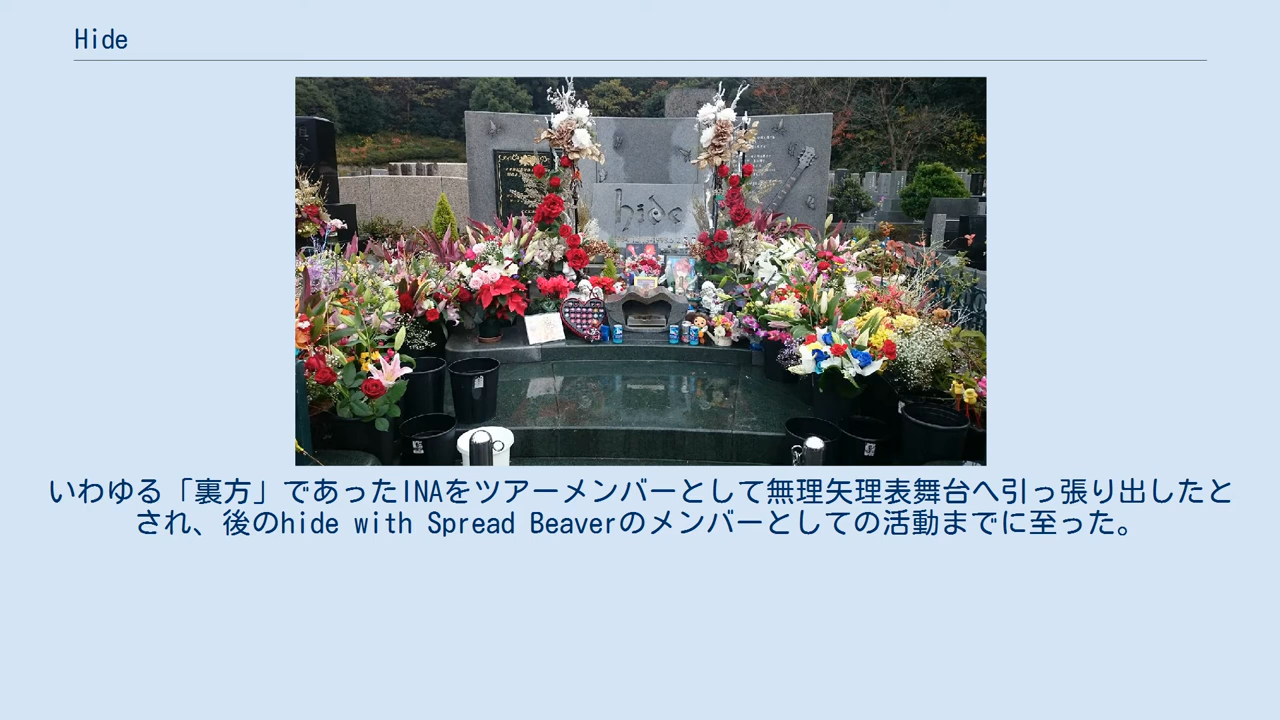 Hide
hide
いわゆる「裏方」であったINAをツアーメンバーとして無理矢理表舞台へ引っ張り出したと
され、後のhide with Spread Beaverのメンバーとしての活動までに至った。